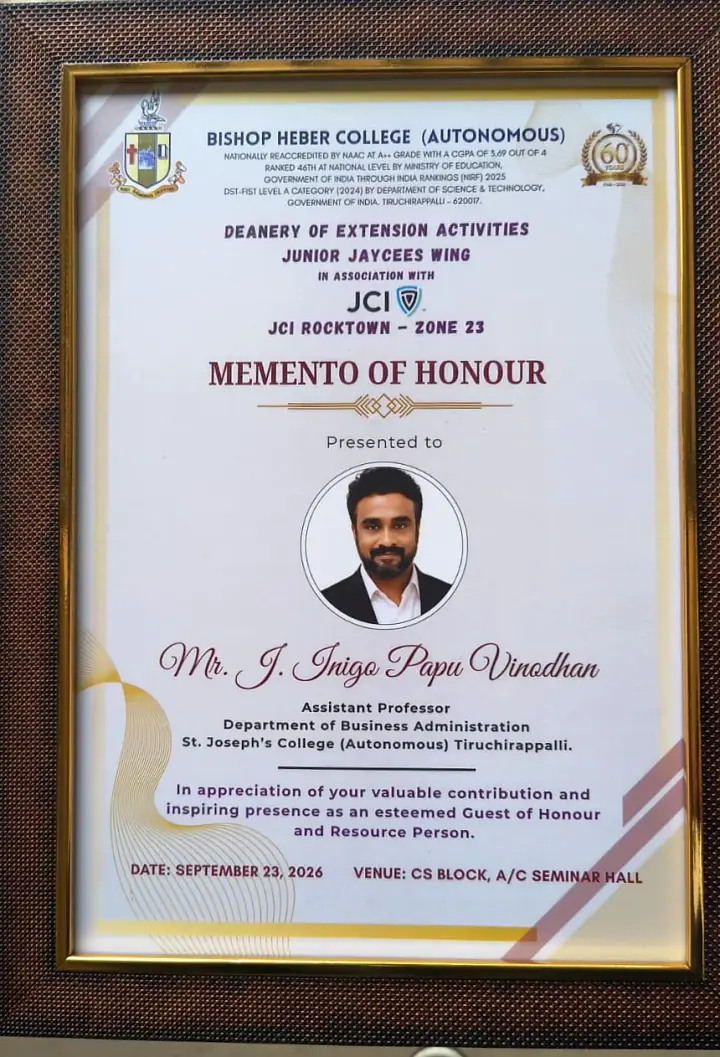 BISHOP HEBER COLLEGE (AUTONOMOUS)
NATIONALLY REACCREDITED BY NAAC AT A++ GRADE WITH A CGPA OF 3.69 OUT OF 4
RANKED 46TH AT NATIONAL LEVEL BY MINISTRY OF EDUCATION,
GOVERNMENT OF INDIA THROUGH INDIA RANKINGS (NIRF) 2025
DST-FIST LEVEL A CATEGORY (2024) BY DEPARTMENT OF SCIENCE & TECHNOLOGY,
GOVERNMENT OF INDIA. TIRUCHIRAPPALLI - 620017.
60
YEARS
DEANERY OF EXTENSION ACTIVITIES
JUNIOR JAYCEES WING
IN ASSOCIATION WITH
JCI
JCI ROCKTOWN - ZONE 23
MEMENTO OF HONOUR
Presented to
Mr. J. Inigo Papu Vinodhan
Assistant Professor
Department of Business Administration
St. Joseph's College (Autonomous) Tiruchirappalli.
In appreciation of your valuable contribution and
inspiring presence as an esteemed Guest of Honour
and Resource Person.
DATE: SEPTEMBER 23, 2026 VENUE: CS BLOCK, A/C SEMINAR HALL